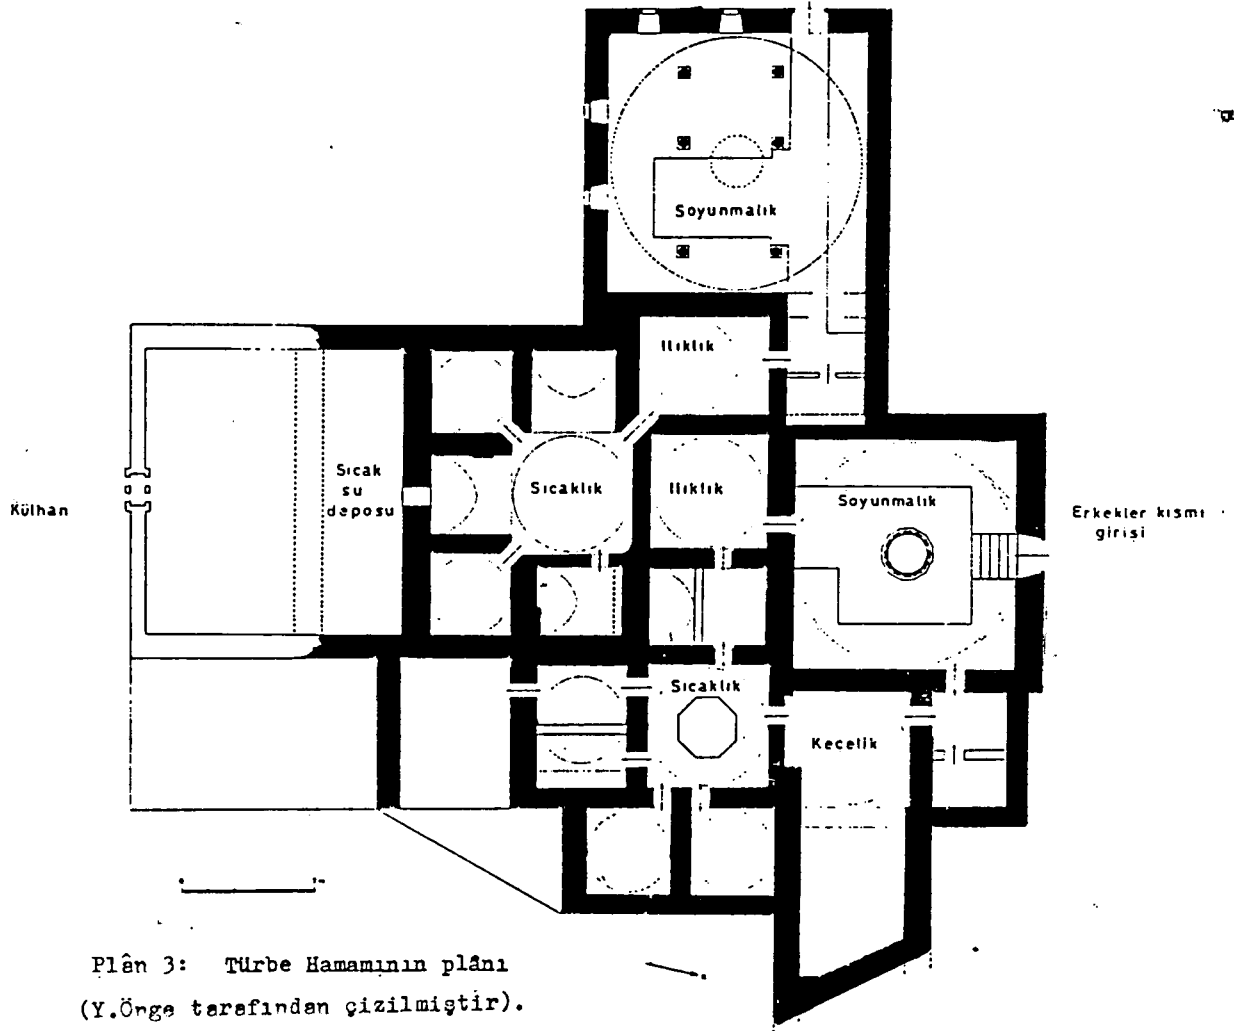 Soyunmalık
Ilıklık
Sıcak
su
deposu
Sıcaklık
Ilıklık
Soyunmalık
Külhan
Erkekler kısmı
girişi
Sıcaklık
Keçelik
Plân 3: Türbe Hamamının plânı
(Y.Önge tarafından çizilmiştir).